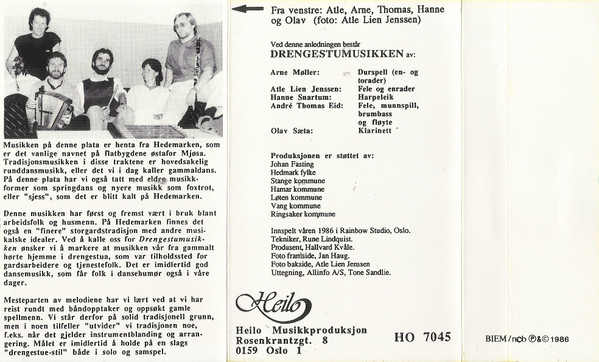 Musikken på denne plata er henta fra Hedemarken, som
er det vanlige navnet på flatbygdene østafor Mjøsa.
Tradisjonsmusikken i disse traktene er hovedsakelig
runddansmusikk, eller det vi i dag kaller gammaldans.
På denne plata har vi også tatt med eldre musikk-
former som springdans og nyere musikk som foxtrot,
eller "sjess", som det er blitt kalt på Hedemarken.
Denne musikken har først og fremst vært i bruk blant
arbeidsfolk og husmenn. På Hedemarken finnes det
også en "finere" storgardstradisjon med andre musi-
kalske idealer. Ved å kalle oss for Drengestumusik-
ken ønsker vi å markere at musikken vår fra gammalt
hørte hjemme i drengestua, som var tilholdssted for
gardsarbeidere og tjenestefolk. Det er imidlertid god
dansemusikk, som får folk i dansehumør også i våre
dager.
Mesteparten av melodiene har vi lært ved at vi har
reist rundt med båndopptaker og oppsøkt gamle
spellmenn. Vi står derfor på solid tradisjonell grunn,
men i noen tilfeller "utvider" vi tradisjonen noe,
f.eks. når det gjelder instrumentblanding og arran-
gering. Målet er imidlertid å holde på en slags
"drengestue-stil" både i solo og samspel.
Fra venstre: Atle, Arne, Thomas, Hanne
og Olav (foto: Atle Lien Jenssen)
Ved denne anledningen består
DRENGESTUMUSIKKEN av:
Arne Møller: Durspell (en- og
torader)
Atle Lien Jenssen: Fele og enrader
Hanne Snartum: Harpeleik
André Thomas Eid: Fele, munnspill,
brumbass
og fløyte
Olav Sæta: Klarinett
Produksjonen er støttet av:
Johan Fasting
Hedmark fylke
Stange kommune
Hamar kommune
Løten kommune
Vang kommune
Ringsaker kommune
Innspelt våren 1986 i Rainbow Studio, Oslo.
Tekniker, Rune Lindquist.
Produsent, Hallvard Kvåle.
Foto framside, Jan Haug.
Foto bakside, Atle Lien Jenssen
Uttegning, Allinfo A/S, Tone Sandlie.
Heilo
Heilo Musikkproduksjon
Rosenkrantzgt. 8
0159 Oslo 1
HO 7045
BIEM/ncb ℗&© 1986